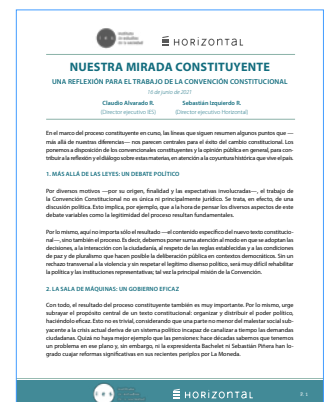 ies
instituto
de estudios
de la sociedad
HORIZONTAL
NUESTRA MIRADA CONSTITUYENTE
UNA REFLEXIÓN PARA EL TRABAJO DE LA CONVENCIÓN CONSTITUCIONAL
16 de junio de 2021
Claudio Alvarado R. Sebastián Izquierdo R.
(Director ejecutivo IES) (Director ejecutivo Horizontal)
En el marco del proceso constituyente en curso, las líneas que siguen resumen algunos puntos que —
más allá de nuestras diferencias— nos parecen centrales para el éxito del cambio constitucional. Los
ponemos a disposición de los convencionales constituyentes y la opinión pública en general, para con-
tribuir a la reflexión y el diálogo sobre estas materias, en atención a la coyuntura histórica que vive el país.
1. MÁS ALLÁ DE LAS LEYES: UN DEBATE POLÍTICO
Por diversos motivos —por su origen, finalidad y las expectativas involucradas—, el trabajo de
la Convención Constitucional no es única ni principalmente jurídico. Se trata, en efecto, de una
discusión política. Esto implica, por ejemplo, que a la hora de pensar los diversos aspectos de este
debate variables como la legitimidad del proceso resultan fundamentales.
Por lo mismo, aquí no importa sólo el resultado —el contenido específico del nuevo texto constitucio-
nal—, sino también el proceso. Es decir, debemos poner suma atención al modo en que se adoptan las
decisiones, a la interacción con la ciudadanía, al respeto de las reglas establecidas y a las condiciones
de paz y de pluralismo que hacen posible la deliberación pública en contextos democráticos. Sin un
rechazo transversal a la violencia y sin respetar el legítimo disenso político, será muy difícil rehabilitar
la política y las instituciones representativas; tal vez la principal misión de la Convención.
2. LA SALA DE MÁQUINAS: UN GOBIERNO EFICAZ
Con todo, el resultado del proceso constituyente también es muy importante. Por lo mismo, urge
subrayar el propósito central de un texto constitucional: organizar y distribuir el poder político,
haciéndolo eficaz. Esto no es trivial, considerando que una parte no menor del malestar social sub-
yacente a la crisis actual deriva de un sistema político incapaz de canalizar a tiempo las demandas
ciudadanas. Quizá no haya mejor ejemplo que las pensiones: hace décadas sabemos que tenemos
un problema en ese plano y, sin embargo, ni la expresidenta Bachelet ni Sebastián Piñera han lo-
grado cuajar reformas significativas en sus recientes periplos por La Moneda.
ies
HORIZONTAL